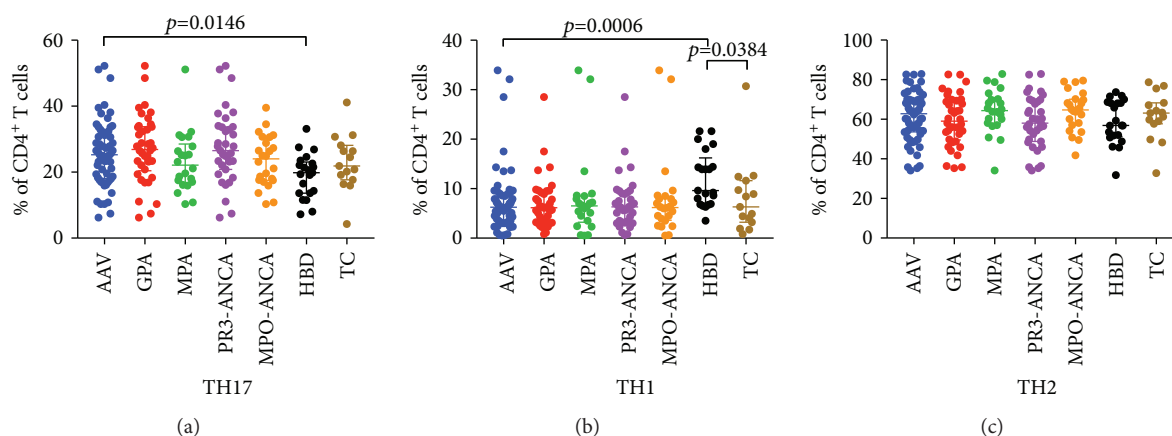 % of CD4⁺ T cells
60
40
20
0
p=0.0146
AAV
GPA
MPA
PR3-ANCA
MPO-ANCA
HBD
TC
TH17
(a)
% of CD4⁺ T cells
40
30
20
10
0
p=0.0006
p=0.0384
AAV
GPA
MPA
PR3-ANCA
MPO-ANCA
HBD
TC
TH1
(b)
% of CD4⁺ T cells
100
80
60
40
20
0
AAV
GPA
MPA
PR3-ANCA
MPO-ANCA
HBD
TC
TH2
(c)